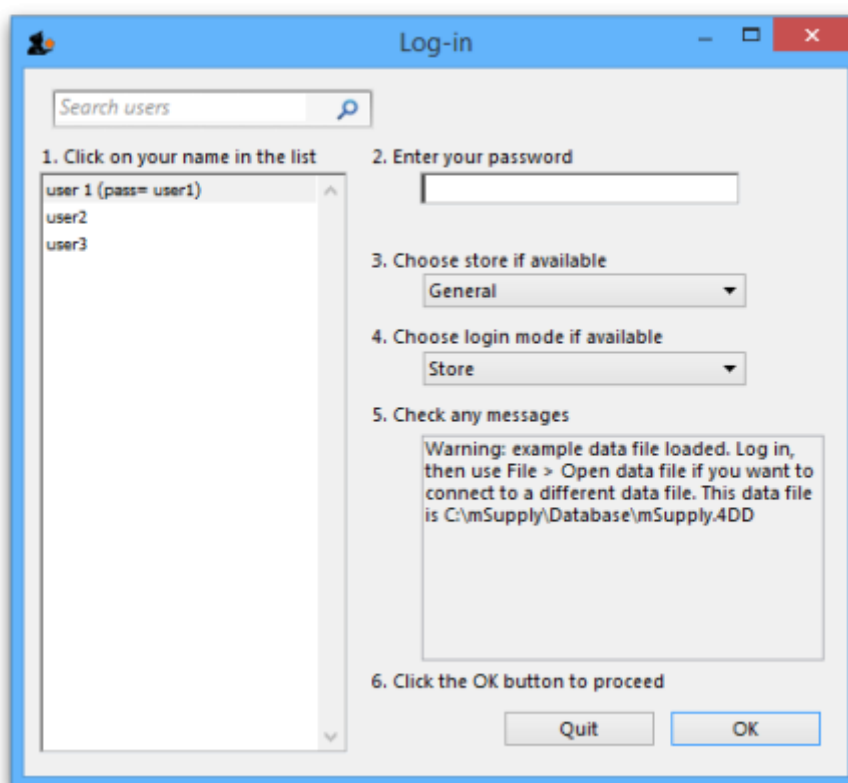 Log-in
Search users
1. Click on your name in the list
user 1 (pass= user1)
user2
user3
2. Enter your password
3. Choose store if available
General
4. Choose login mode if available
Store
5. Check any messages
Warning: example data file loaded. Log in,
then use File > Open data file if you want to
connect to a different data file. This data file
is C:\mSupply\Database\mSupply.4DD
6. Click the OK button to proceed
Quit
OK